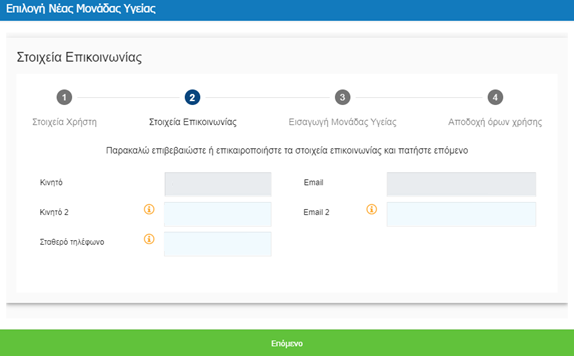 Επιλογή Νέας Μονάδας Υγείας
Στοιχεία Επικοινωνίας
1 2 3 4
Στοιχεία Χρήστη Στοιχεία Επικοινωνίας Εισαγωγή Μονάδας Υγείας Αποδοχή όρων χρήσης
Παρακαλώ επιβεβαιώστε ή επικαιροποιήστε τα στοιχεία επικοινωνίας και πατήστε επόμενο
Κινητό Email
Κινητό 2 Email 2
Σταθερό τηλέφωνο
Επόμενο